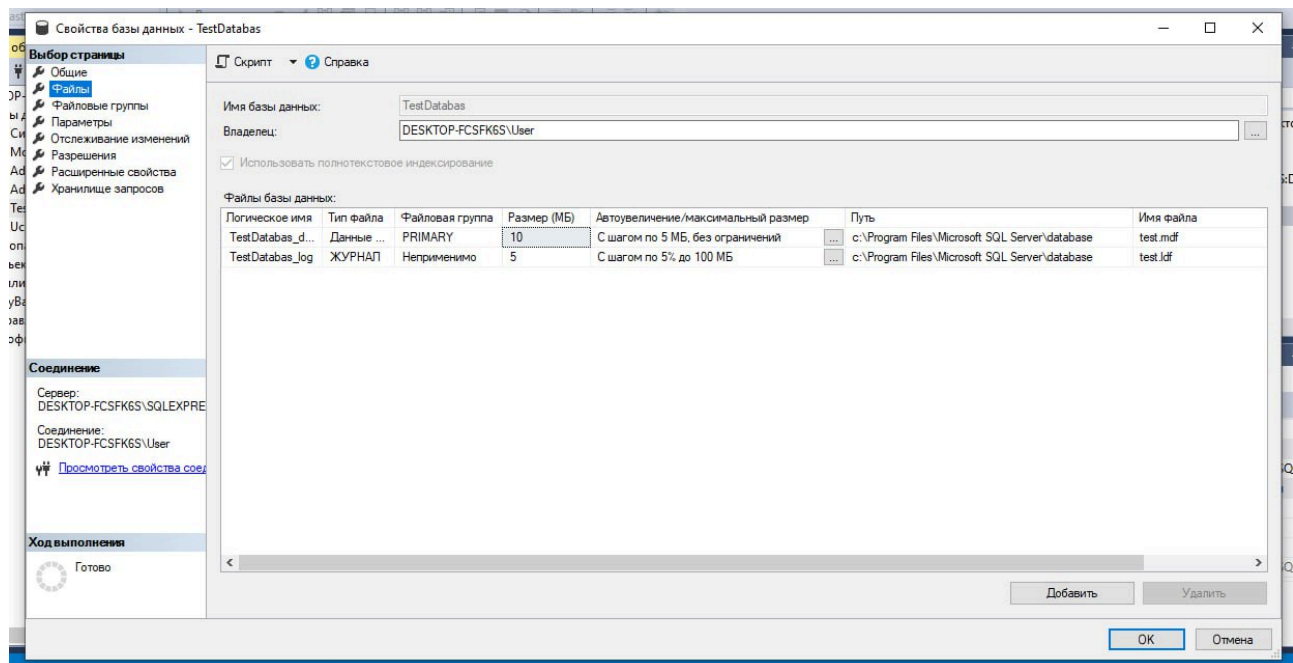 Свойства базы данных - TestDatabas
Выбор страницы
Общие
Файлы
Файловые группы
Параметры
Отслеживание изменений
Разрешения
Расширенные свойства
Хранилище запросов
Скрипт
Справка
Имя базы данных: TestDatabas
Владелец: DESKTOP-FCSFK6S\User ...
Использовать полнотекстовое индексирование
Файлы базы данных:
Логическое имя Тип файла Файловая группа Размер (МБ) Автоувеличение/максимальный размер Путь Имя файла
TestDatabas_d... Данные ... PRIMARY 10 С шагом по 5 МБ, без ограничений ... c:\Program Files\Microsoft SQL Server\database test.mdf
TestDatabas_log ЖУРНАЛ Неприменимо 5 С шагом по 5% до 100 МБ ... c:\Program Files\Microsoft SQL Server\database test.ldf
Соединение
Сервер:
DESKTOP-FCSFK6S\SQLEXPRE
Соединение:
DESKTOP-FCSFK6S\User
Просмотреть свойства соед
Ход выполнения
Готово
Добавить Удалить
OK Отмена